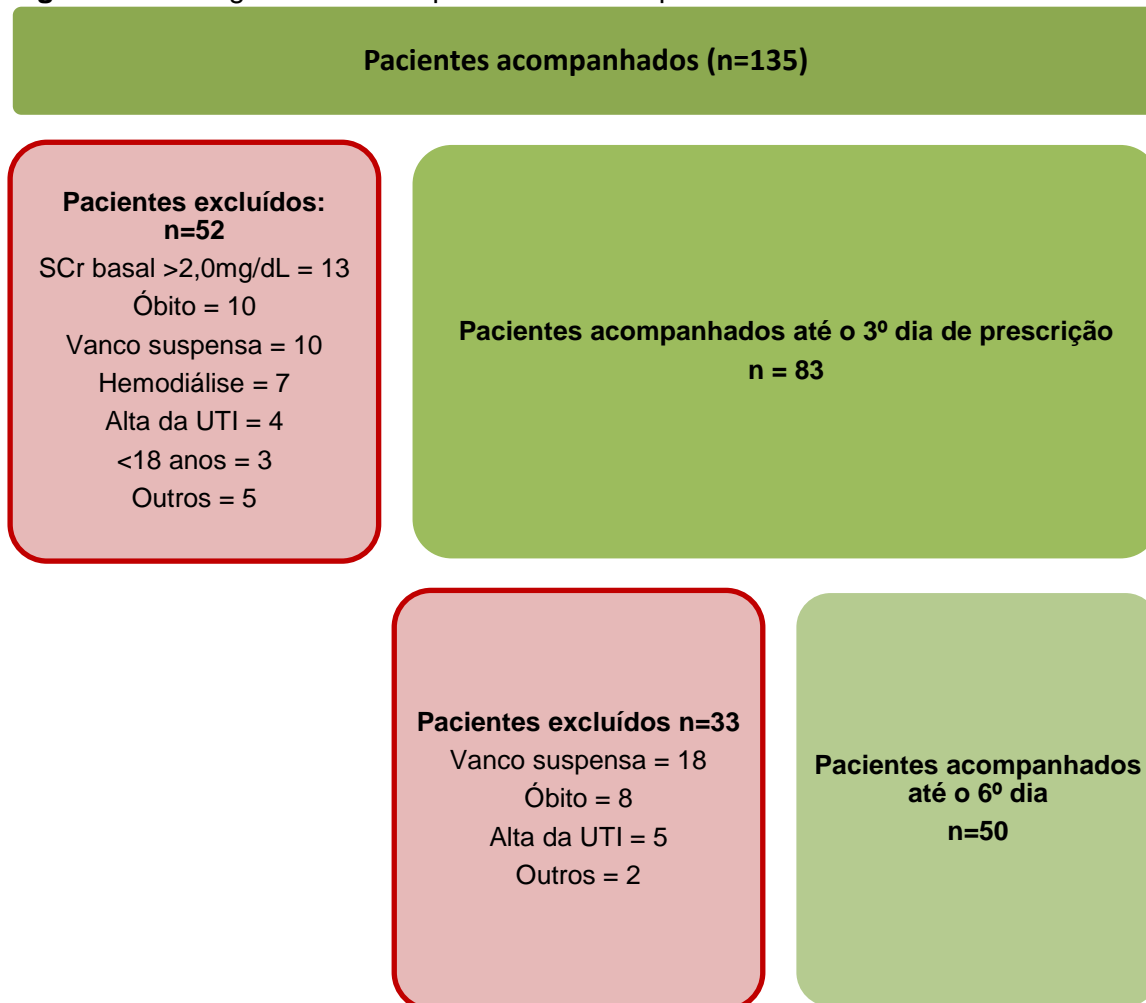 Pacientes acompanhados (n=135)
Pacientes excluídos:
n=52
SCr basal >2,0mg/dL = 13
Óbito = 10
Vanco suspensa = 10
Hemodiálise = 7
Alta da UTI = 4
<18 anos = 3
Outros = 5
Pacientes acompanhados até o 3º dia de prescrição
n = 83
Pacientes excluídos n=33
Vanco suspensa = 18
Óbito = 8
Alta da UTI = 5
Outros = 2
Pacientes acompanhados
até o 6º dia
n=50